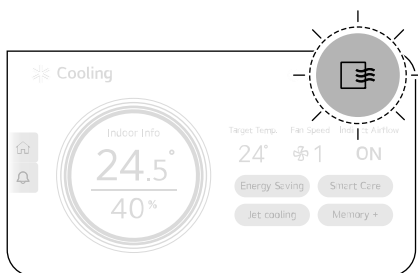 Cooling
Indoor Info
24.5°
40%
Target Temp.
Fan Speed
Indirect Airflow
24°
1
ON
Energy Saving
Smart Care
Jet cooling
Memory +